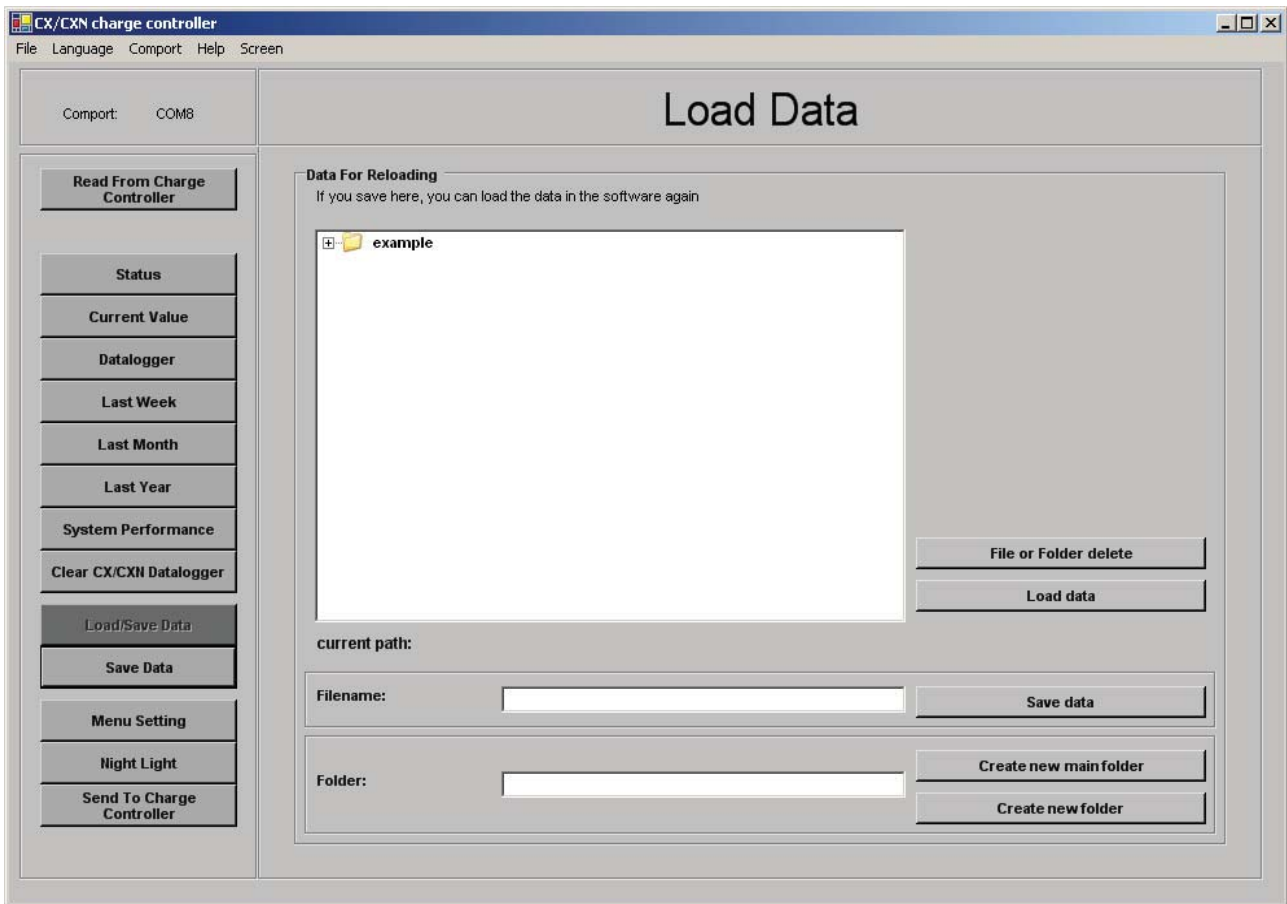 CX/CXN charge controller
File Language Comport Help Screen
Comport: COM8
Load Data
Read From Charge
Controller
Status
Current Value
Datalogger
Last Week
Last Month
Last Year
System Performance
Clear CX/CXN Datalogger
Load/Save Data
Save Data
Menu Setting
Night Light
Send To Charge
Controller
Data For Reloading
If you save here, you can load the data in the software again
example
File or Folder delete
Load data
current path:
Filename:
Save data
Folder:
Create new main folder
Create new folder